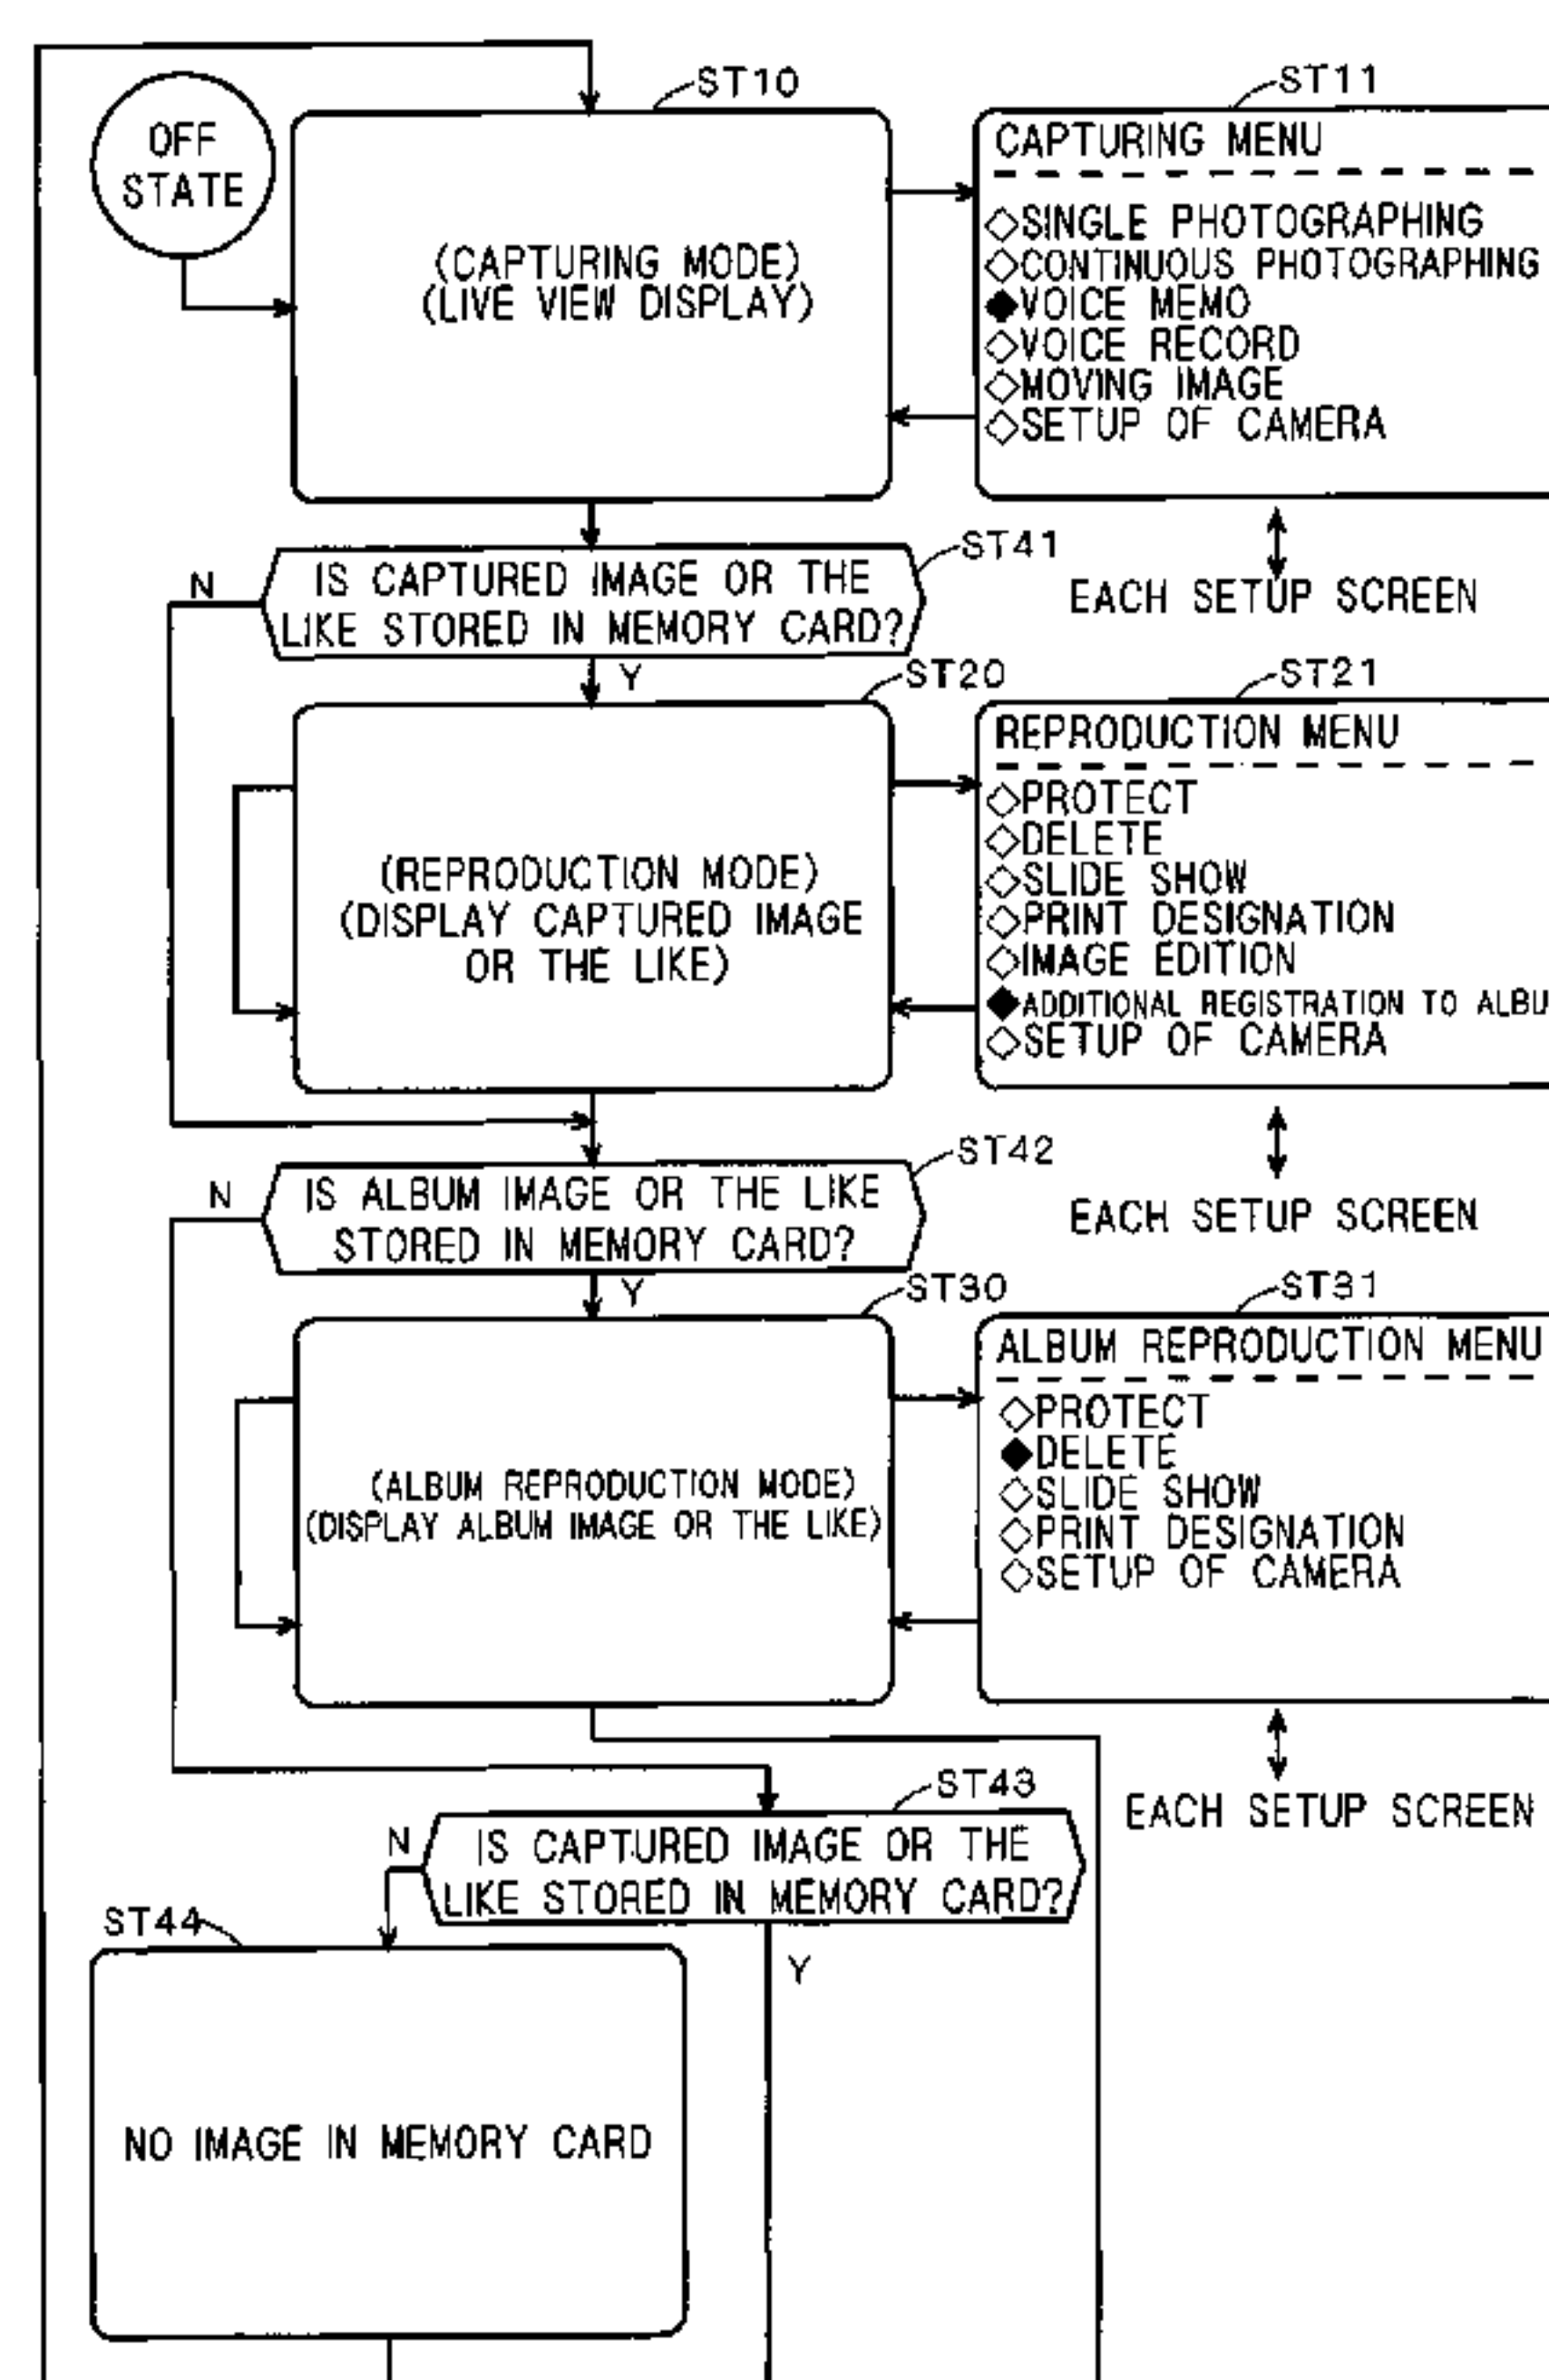 ST10
ST11
OFF
STATE
(CAPTURING MODE)
(LIVE VIEW DISPLAY)
CAPTURING MENU
◇SINGLE PHOTOGRAPHING
◇CONTINUOUS PHOTOGRAPHING
◆VOICE MEMO
◇VOICE RECORD
◇MOVING IMAGE
◇SETUP OF CAMERA
EACH SETUP SCREEN
ST41
N
IS CAPTURED IMAGE OR THE
LIKE STORED IN MEMORY CARD?
Y
ST20
ST21
(REPRODUCTION MODE)
(DISPLAY CAPTURED IMAGE
OR THE LIKE)
REPRODUCTION MENU
◇PROTECT
◇DELETE
◇SLIDE SHOW
◇PRINT DESIGNATION
◇IMAGE EDITION
◆ADDITIONAL REGISTRATION TO ALBU
◇SETUP OF CAMERA
EACH SETUP SCREEN
ST42
N
IS ALBUM IMAGE OR THE LIKE
STORED IN MEMORY CARD?
Y
ST30
ST31
(ALBUM REPRODUCTION MODE)
(DISPLAY ALBUM IMAGE OR THE LIKE)
ALBUM REPRODUCTION MENU
◇PROTECT
◆DELETE
◇SLIDE SHOW
◇PRINT DESIGNATION
◇SETUP OF CAMERA
EACH SETUP SCREEN
ST43
N
IS CAPTURED IMAGE OR THE
LIKE STORED IN MEMORY CARD?
Y
ST44
NO IMAGE IN MEMORY CARD